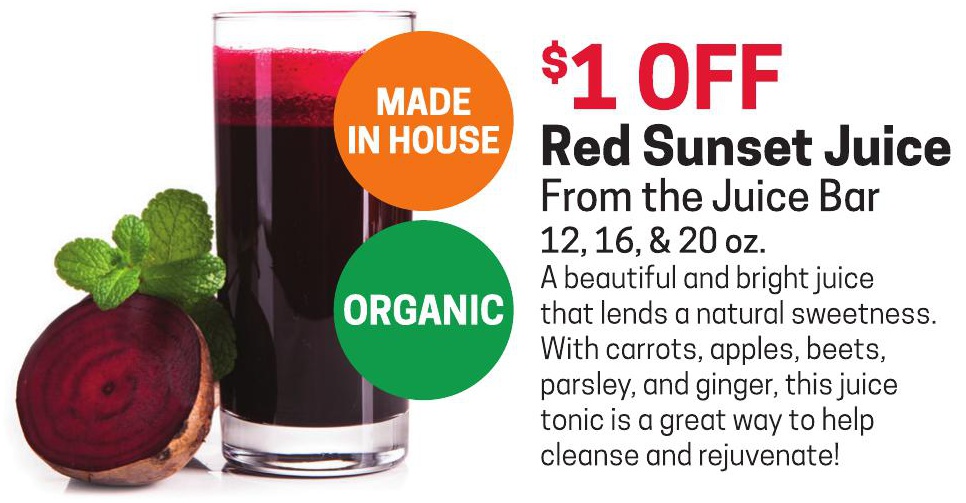 MADE
IN HOUSE
ORGANIC
$1 OFF
Red Sunset Juice
From the Juice Bar
12, 16, & 20 oz.
A beautiful and bright juice
that lends a natural sweetness.
With carrots, apples, beets,
parsley, and ginger, this juice
tonic is a great way to help
cleanse and rejuvenate!